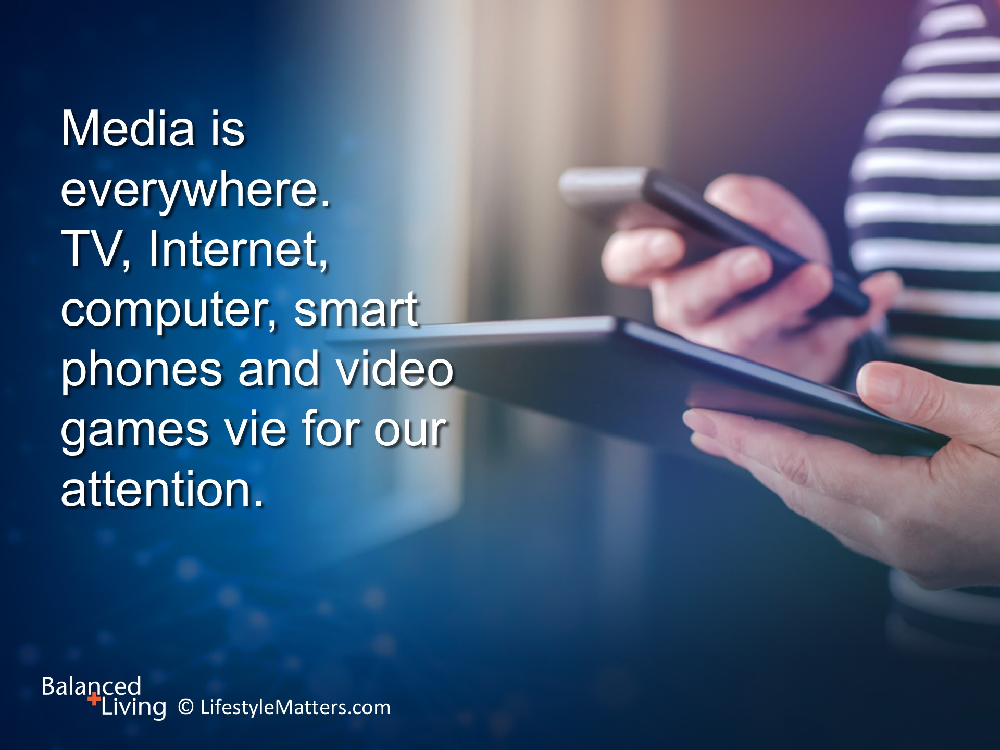 Media is
everywhere.
TV, Internet,
computer, smart
phones and video
games vie for our
attention.
Balanced
+Living © LifestyleMatters.com